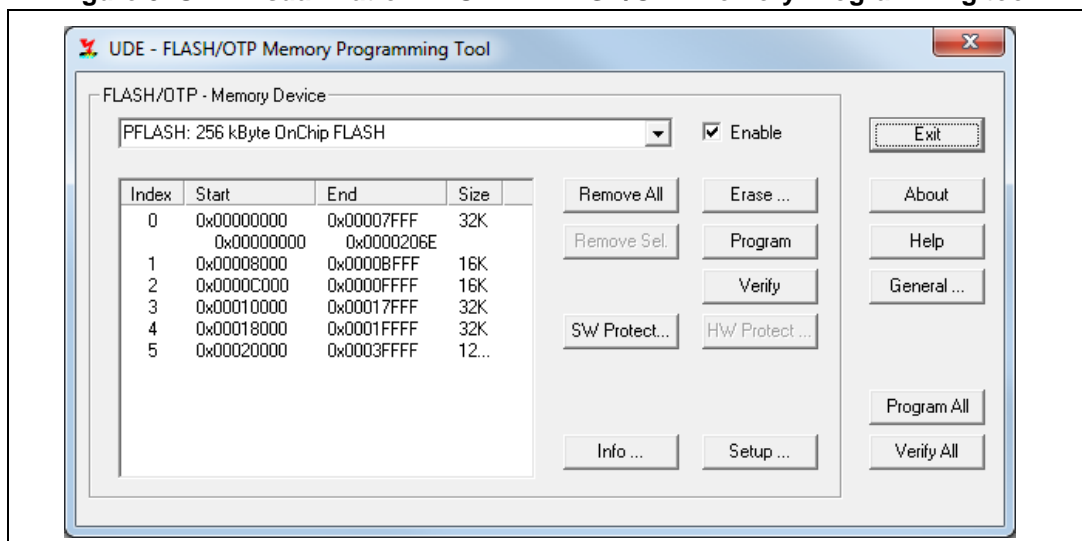 UDE - FLASH/OTP Memory Programming Tool
FLASH/OTP - Memory Device
PFLASH: 256 kByte OnChip FLASH
Enable
Exit
Index Start End Size
0 0x00000000 0x00007FFF 32K
0x00000000 0x0000206E
1 0x00008000 0x0000BFFF 16K
2 0x0000C000 0x0000FFFF 16K
3 0x00010000 0x00017FFF 32K
4 0x00018000 0x0001FFFF 32K
5 0x00020000 0x0003FFFF 12...
Remove All
Erase ...
About
Remove Sel.
Program
Help
Verify
General ...
SW Protect...
HW Protect ...
Program All
Info ...
Setup ...
Verify All